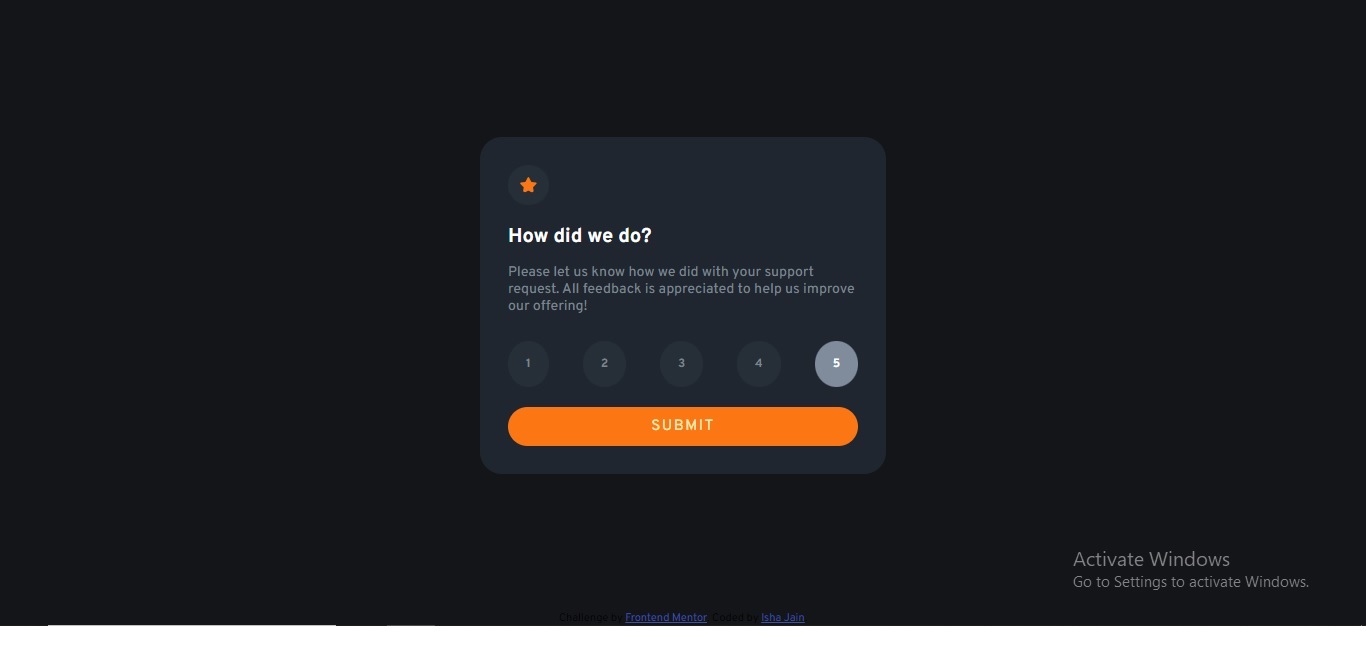 How did we do?
Please let us know how we did with your support
request. All feedback is appreciated to help us improve
our offering!
1 2 3 4 5
SUBMIT
Activate Windows
Go to Settings to activate Windows.
Challenge by Frontend Mentor. Coded by Isha Jain.